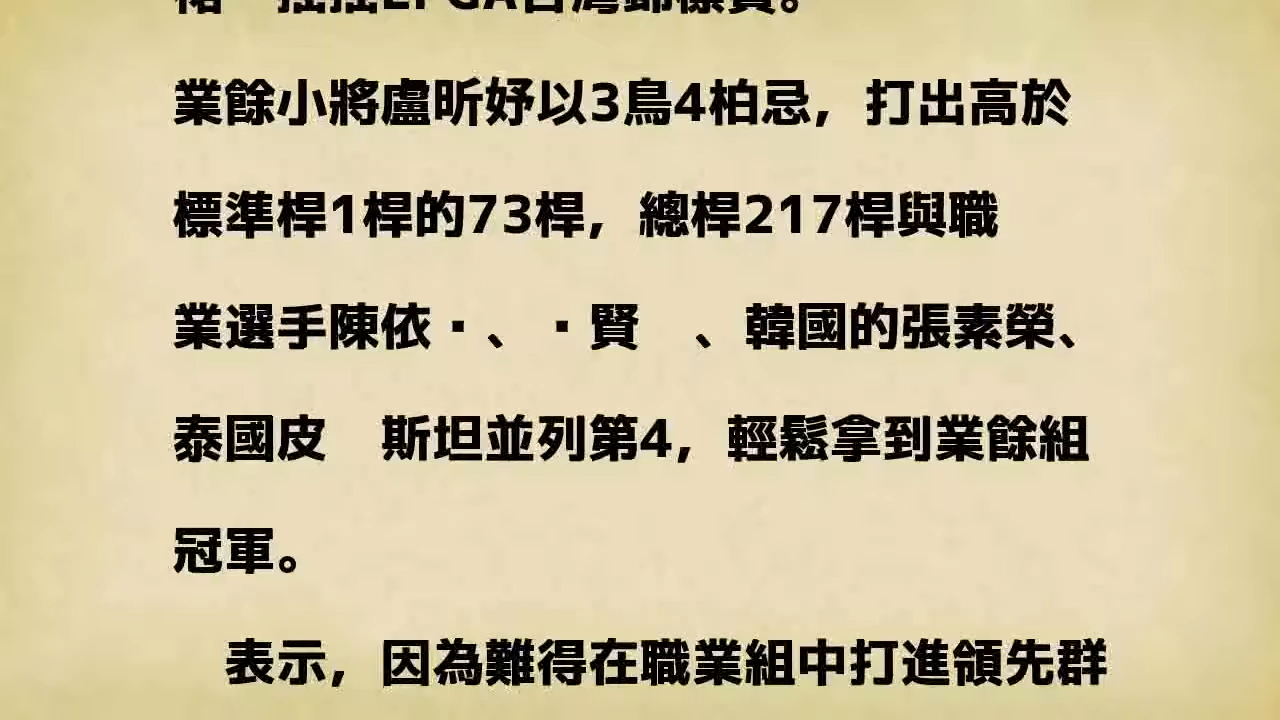 業餘小將盧昕妤以3鳥4柏忌，打出高於
標準桿1桿的73桿，總桿217桿與職
業選手陳依▪、▪賢　、韓國的張素榮、
泰國皮　斯坦並列第4，輕鬆拿到業餘組
冠軍。
表示，因為難得在職業組中打進領先群